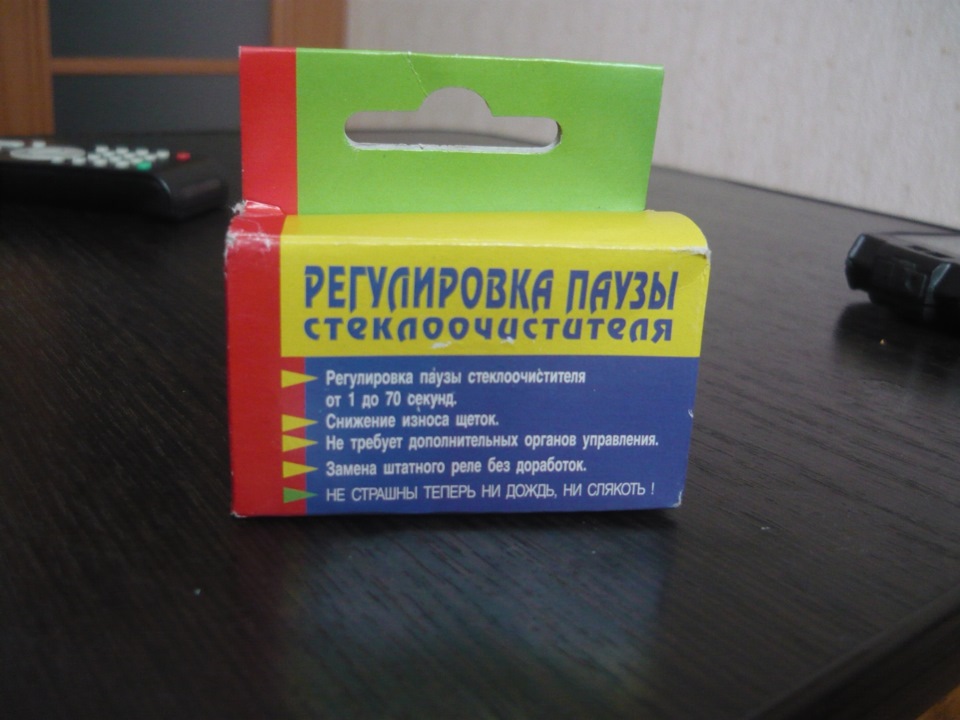 РЕГУЛИРОВКА ПАУЗЫ
стеклоочистителя
Регулировка паузы стеклоочистителя
от 1 до 70 секунд.
Снижение износа щеток.
Не требует дополнительных органов управления.
Замена штатного реле без доработок.
НЕ СТРАШНЫ ТЕПЕРЬ НИ ДОЖДЬ, НИ СЛЯКОТЬ !